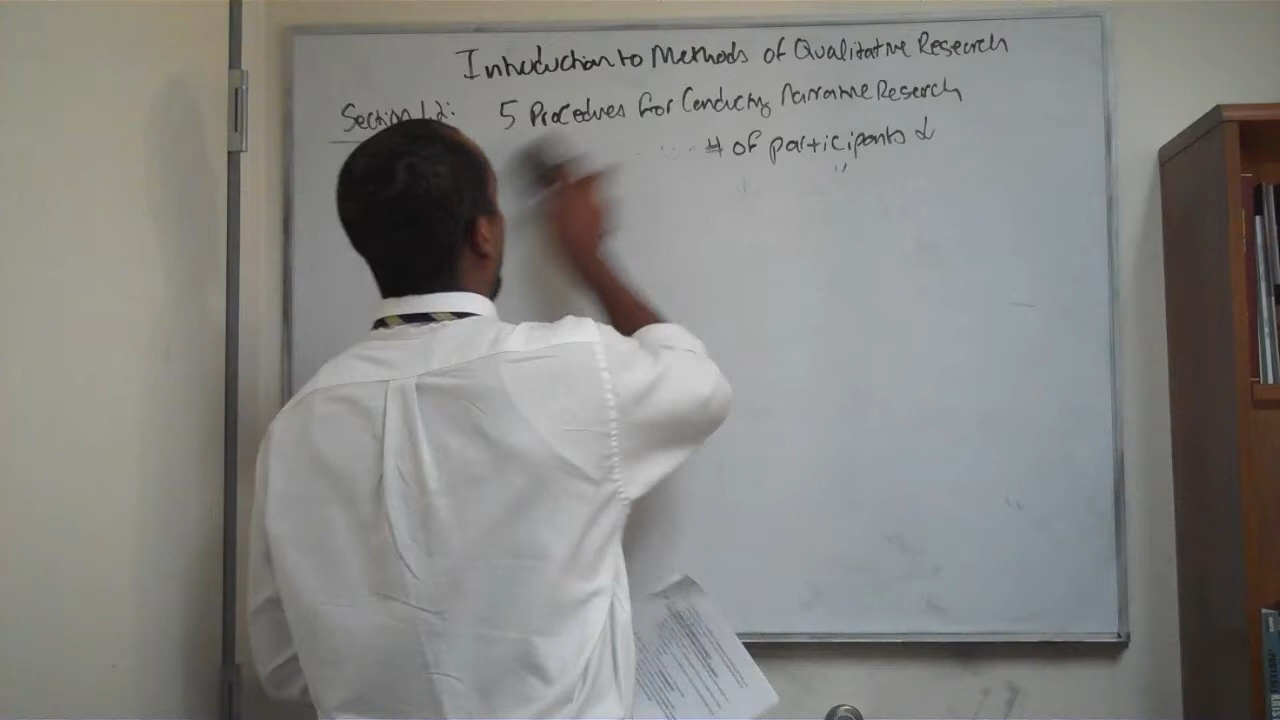 Introduction to Methods of Qualitative Research
Section 1.2: 5 Procedures for Conducting Narrative Research
# of participants &
"